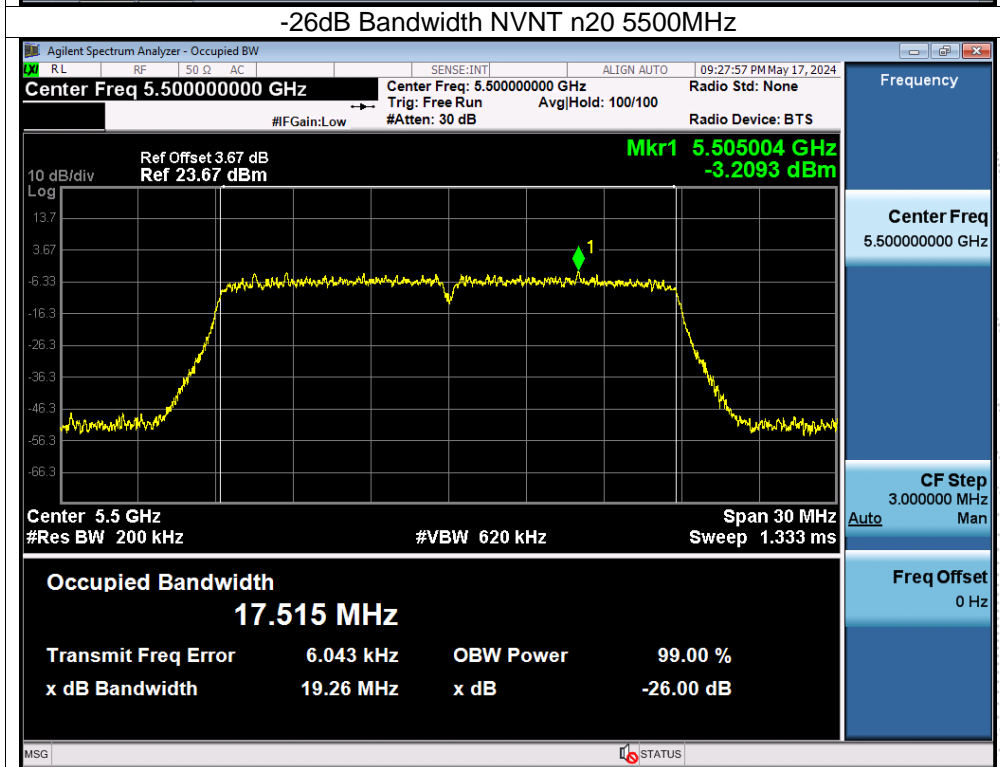 -26dB Bandwidth NVNT n20 5500MHz
Agilent Spectrum Analyzer - Occupied BW
LXI RL RF 50 Ω AC SENSE:INT ALIGN AUTO 09:27:57 PM May 17, 2024
Center Freq 5.500000000 GHz
Center Freq: 5.500000000 GHz
Radio Std: None
Trig: Free Run Avg|Hold: 100/100
#IFGain:Low #Atten: 30 dB
Radio Device: BTS
Frequency
Mkr1 5.505004 GHz
-3.2093 dBm
Ref Offset 3.67 dB
10 dB/div Ref 23.67 dBm
Log
13.7
3.67
-6.33
-16.3
-26.3
-36.3
-46.3
-56.3
-66.3
1
Center 5.5 GHz Span 30 MHz
#Res BW 200 kHz #VBW 620 kHz Sweep 1.333 ms
Occupied Bandwidth
17.515 MHz
Transmit Freq Error 6.043 kHz OBW Power 99.00 %
x dB Bandwidth 19.26 MHz x dB -26.00 dB
Center Freq
5.500000000 GHz
CF Step
3.000000 MHz
Auto Man
Freq Offset
0 Hz
MSG STATUS